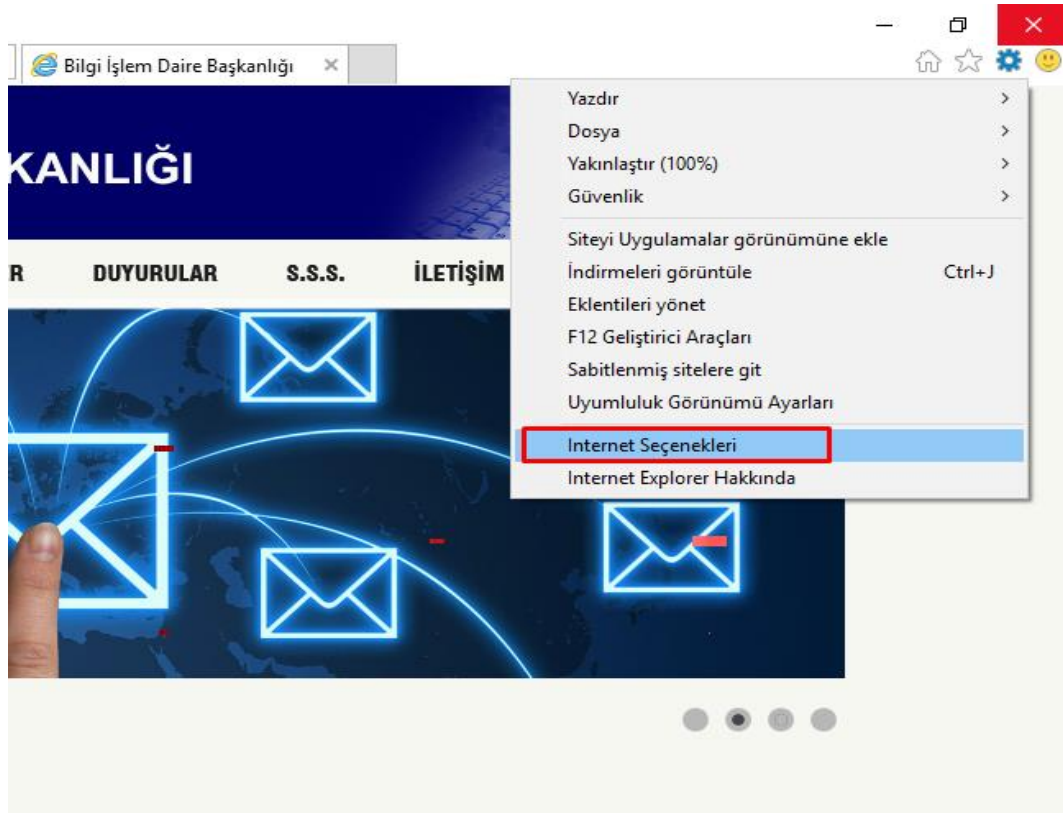 Bilgi İşlem Daire Başkanlığı
KANLIĞI
R DUYURULAR S.S.S. İLETİŞİM
Yazdır
Dosya
Yakınlaştır (100%)
Güvenlik
Siteyi Uygulamalar görünümüne ekle
İndirmeleri görüntüle Ctrl+J
Eklentileri yönet
F12 Geliştirici Araçları
Sabitlenmiş sitelere git
Uyumluluk Görünümü Ayarları
Internet Seçenekleri
Internet Explorer Hakkında